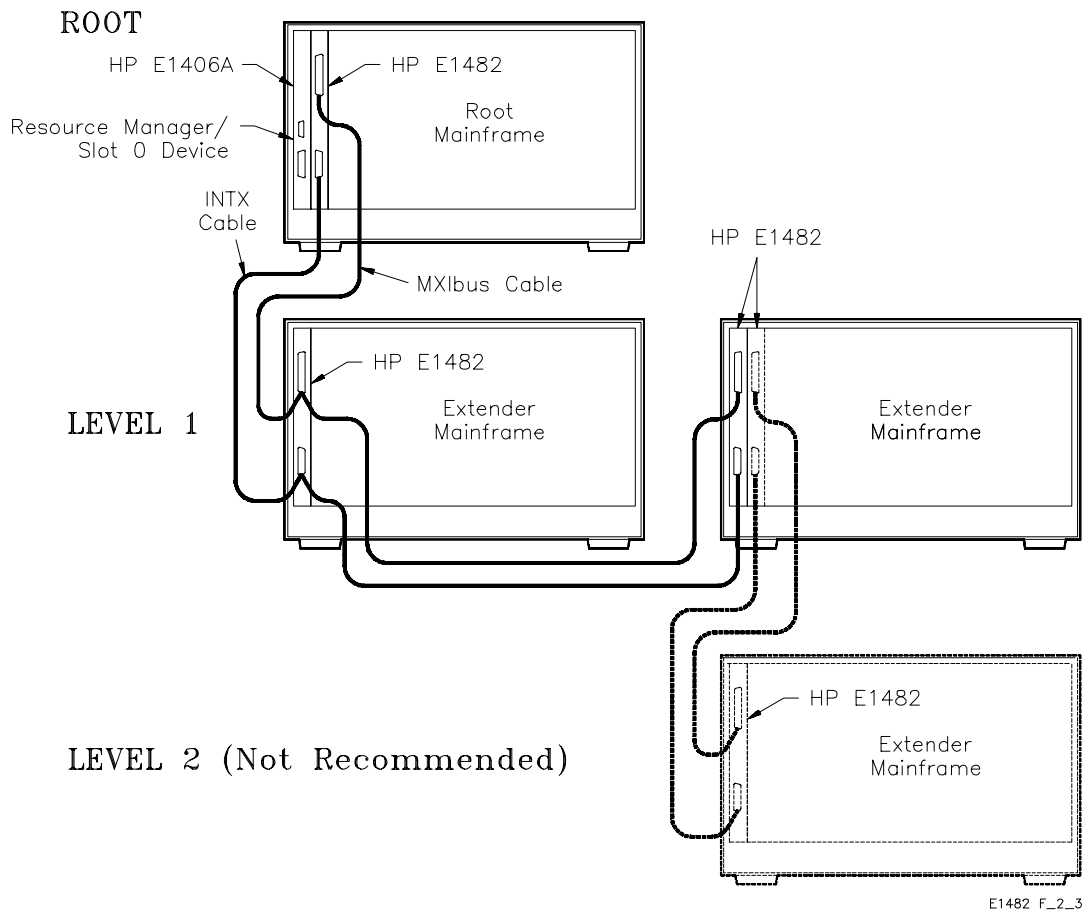 ROOT
HP E1406A
HP E1482
Root
Mainframe
Resource Manager/
Slot 0 Device
INTX
Cable
MXIbus Cable
HP E1482
HP E1482
LEVEL 1
Extender
Mainframe
Extender
Mainframe
HP E1482
LEVEL 2 (Not Recommended)
Extender
Mainframe
E1482 F_2_3